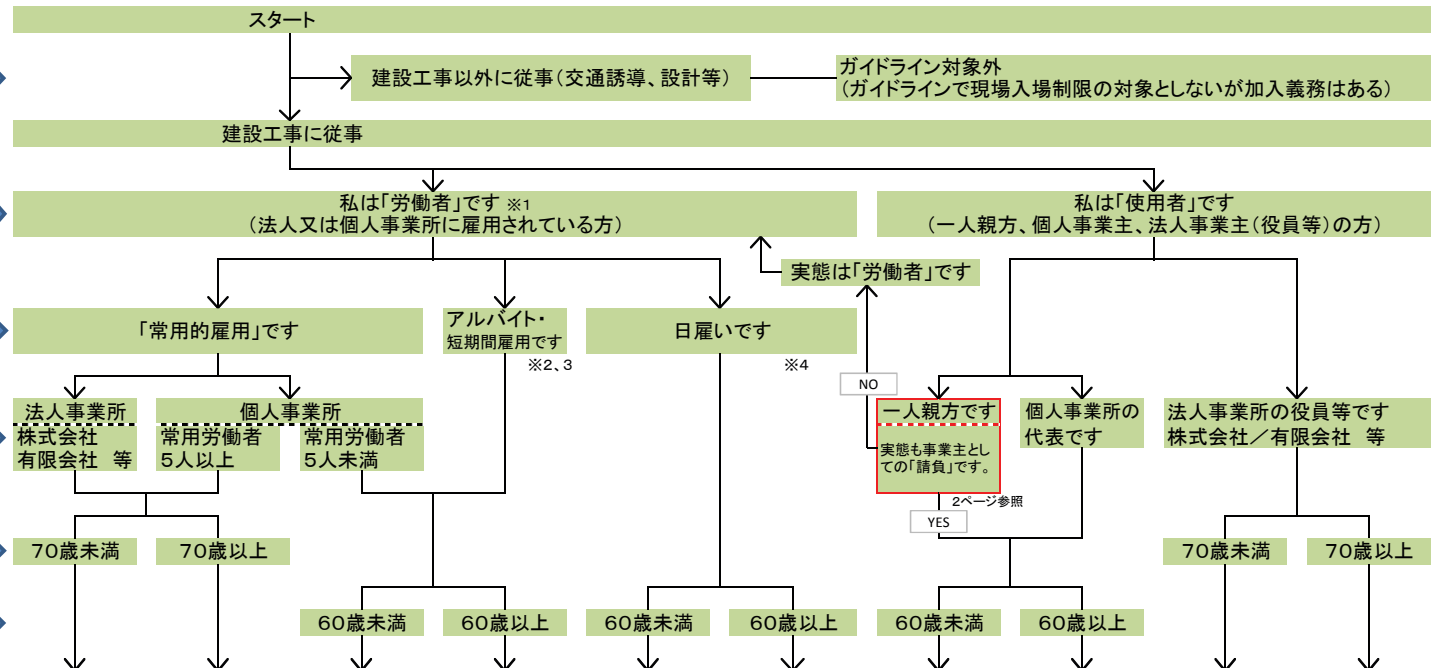 スタート
建設工事以外に従事(交通誘導、設計等)
ガイドライン対象外
(ガイドラインで現場入場制限の対象としないが加入義務はある)
建設工事に従事
私は「労働者」です ※1
(法人又は個人事業所に雇用されている方)
私は「使用者」です
(一人親方、個人事業主、法人事業主(役員等)の方)
実態は「労働者」です
「常用的雇用」です
アルバイト・
短期間雇用です
※2、3
日雇いです
※4
NO
法人事業所
株式会社
有限会社 等
個人事業所
常用労働者
5人以上
常用労働者
5人未満
一人親方です
実態も事業主とし
ての「請負」です。
2ページ参照
YES
個人事業所の
代表です
法人事業所の役員等です
株式会社/有限会社 等
70歳未満
70歳以上
70歳未満
70歳以上
60歳未満
60歳以上
60歳未満
60歳以上
60歳未満
60歳以上